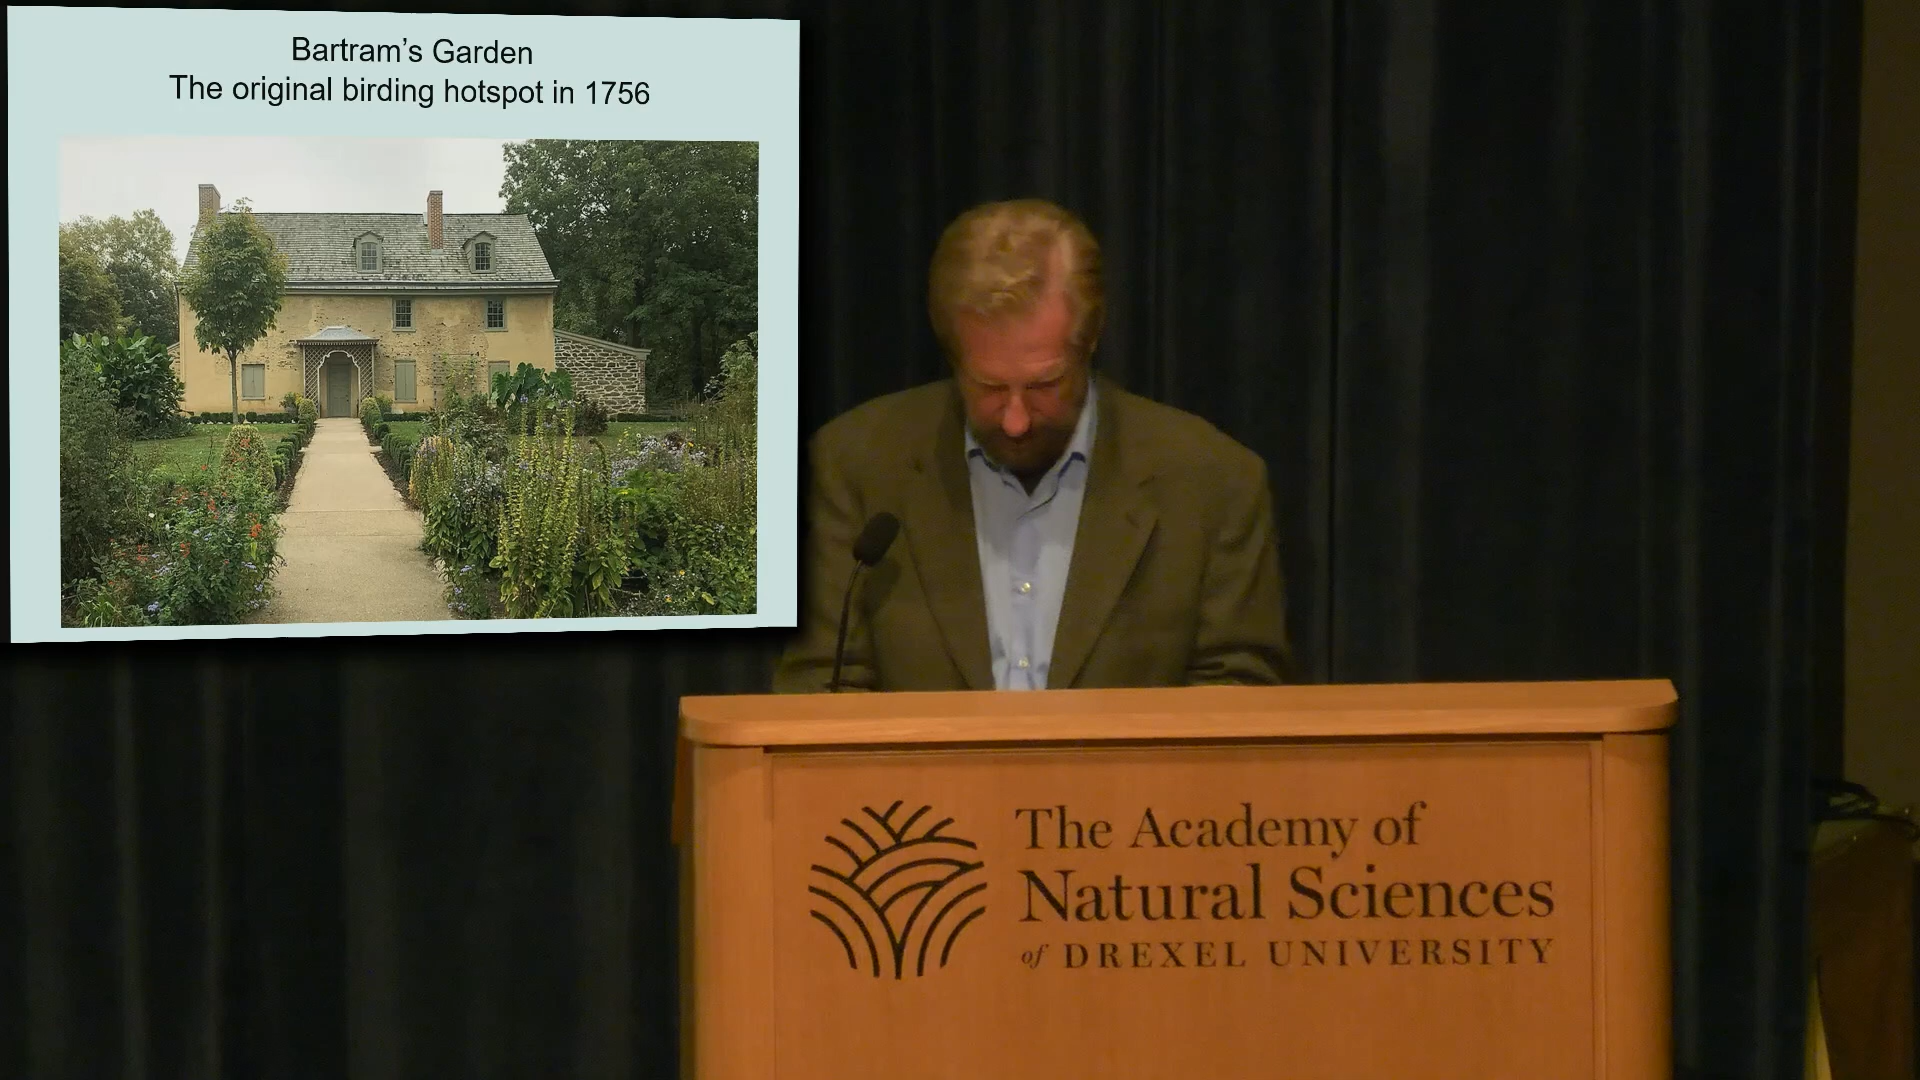 Bartram’s Garden
The original birding hotspot in 1756
The Academy of
Natural Sciences
of DREXEL UNIVERSITY